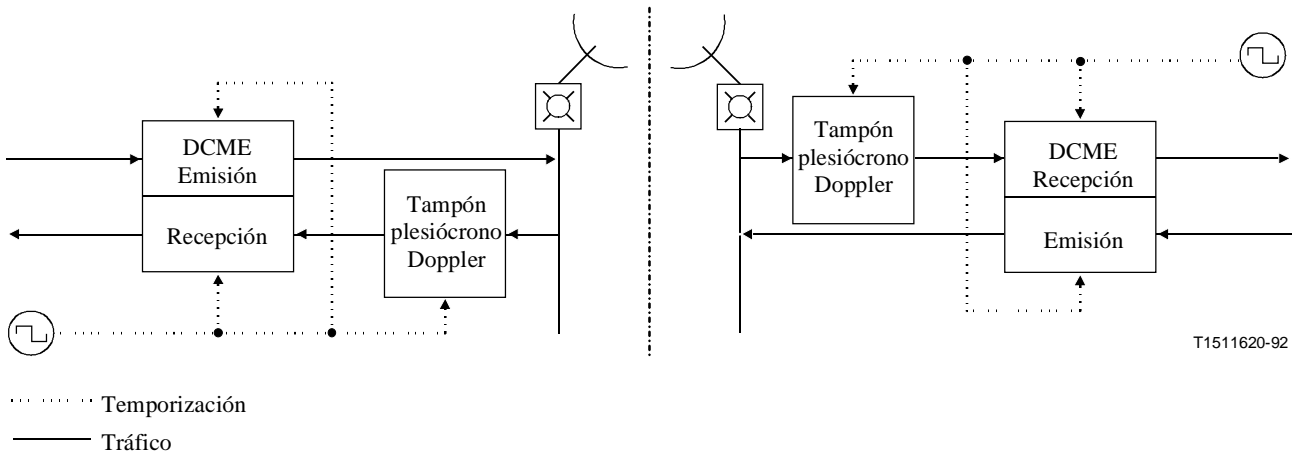 DCME
Emisión
Recepción
Tampón
plesiócrono
Doppler
Tampón
plesiócrono
Doppler
DCME
Recepción
Emisión
T1511620-92
Temporización
Tráfico